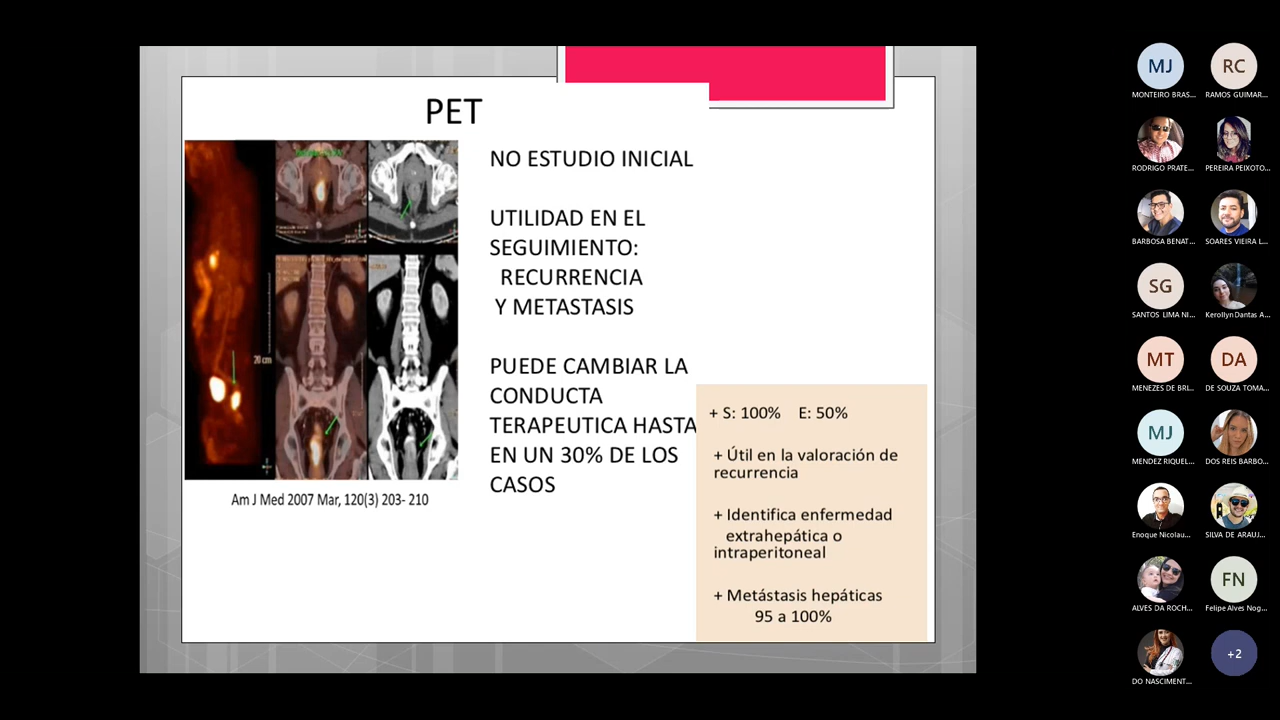 PET
NO ESTUDIO INICIAL
UTILIDAD EN EL
SEGUIMIENTO:
RECURRENCIA
Y METASTASIS
PUEDE CAMBIAR LA
CONDUCTA
TERAPEUTICA HASTA
EN UN 30% DE LOS
CASOS
20 cm
Am J Med 2007 Mar, 120(3) 203- 210
+ S: 100% E: 50%
+ Útil en la valoración de
recurrencia
+ Identifica enfermedad
extrahepática o
intraperitoneal
+ Metástasis hepáticas
95 a 100%
MJ
RC
MONTEIRO BRAS...
RAMOS GUIMAR...
RODRIGO PRATE...
PEREIRA PEIXOTO...
BARBOSA BENAT...
SOARES VIEIRA L...
SG
SANTOS LIMA NI...
Kerollyn Dantas A...
MT
DA
MENEZES DE BRI...
DE SOUZA TOMA...
MJ
MENDEZ RIQUEL...
DOS REIS BARBO...
Enoque Nicolau...
SILVA DE ARAUJ...
FN
ALVES DA ROCH...
Felipe Alves Nog...
+2
DO NASCIMENT...